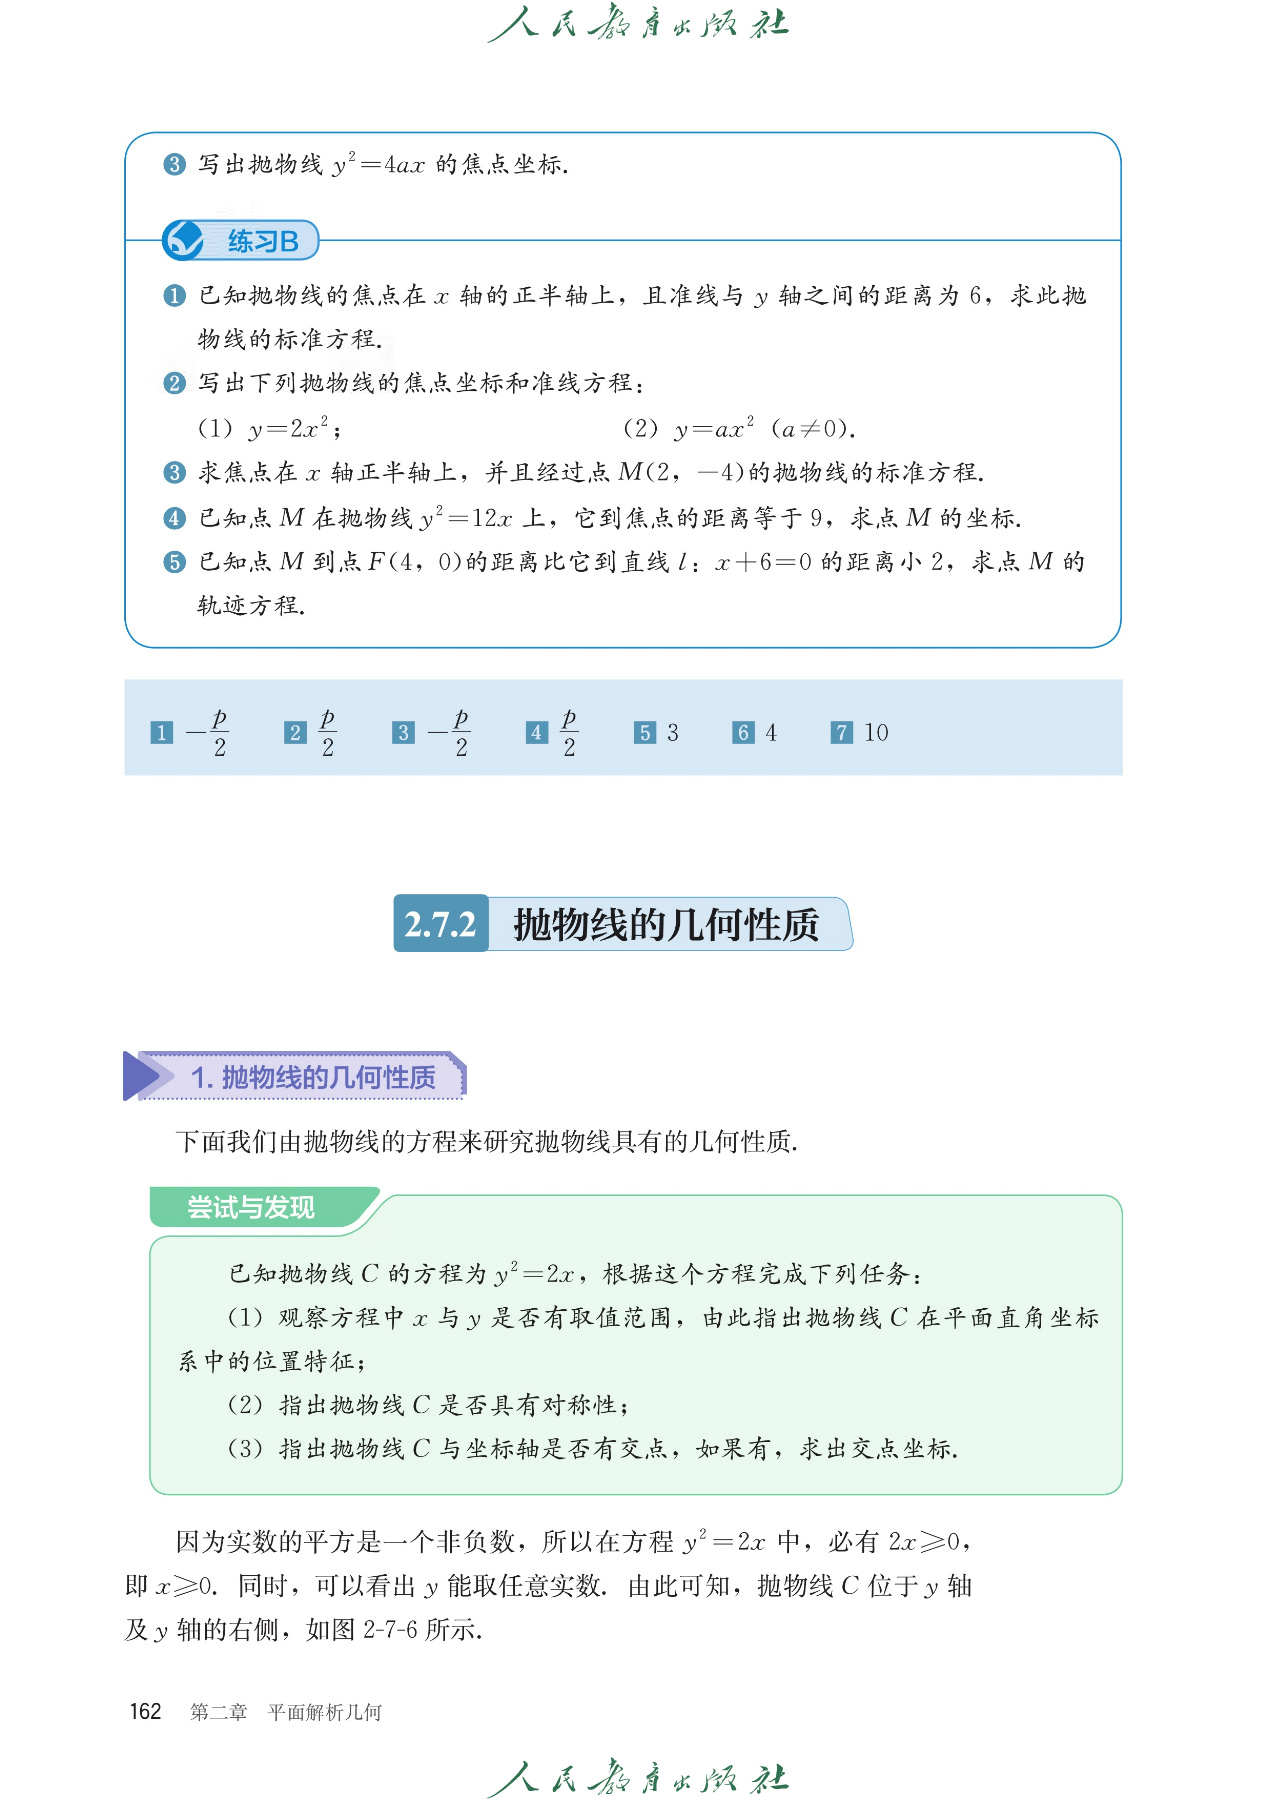 人民教育出版社
3 写出抛物线 y²=4ax 的焦点坐标.
练习B
1 已知抛物线的焦点在 x 轴的正半轴上，且准线与 y 轴之间的距离为 6，求此抛
物线的标准方程.
2 写出下列抛物线的焦点坐标和准线方程：
（1）y=2x²； （2）y=ax²（a≠0）.
3 求焦点在 x 轴正半轴上，并且经过点 M(2，-4)的抛物线的标准方程.
4 已知点 M 在抛物线 y²=12x 上，它到焦点的距离等于 9，求点 M 的坐标.
5 已知点 M 到点 F(4，0)的距离比它到直线 l：x+6=0 的距离小 2，求点 M 的
轨迹方程.
1 -p/2 2 p/2 3 -p/2 4 p/2 5 3 6 4 7 10
2.7.2 抛物线的几何性质
1. 抛物线的几何性质
下面我们由抛物线的方程来研究抛物线具有的几何性质.
尝试与发现
已知抛物线 C 的方程为 y²=2x，根据这个方程完成下列任务：
（1）观察方程中 x 与 y 是否有取值范围，由此指出抛物线 C 在平面直角坐标
系中的位置特征；
（2）指出抛物线 C 是否具有对称性；
（3）指出抛物线 C 与坐标轴是否有交点，如果有，求出交点坐标.
因为实数的平方是一个非负数，所以在方程 y²=2x 中，必有 2x⩾0，
即 x⩾0. 同时，可以看出 y 能取任意实数. 由此可知，抛物线 C 位于 y 轴
及 y 轴的右侧，如图 2-7-6 所示.
162 第二章 平面解析几何
人民教育出版社